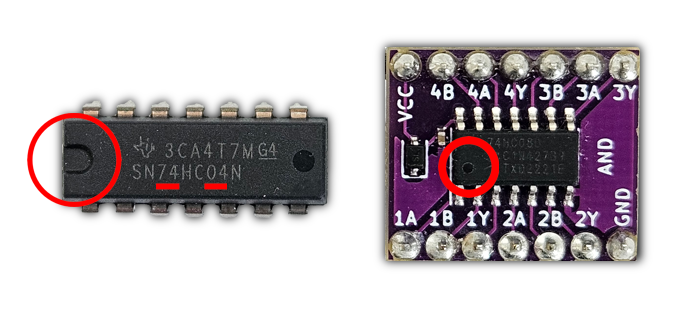 3CA4T7M G4
SN74HC04N
VCC 4B 4A 4Y 3B 3A 3Y
AND
1A 1B 1Y 2A 2B 2Y GND